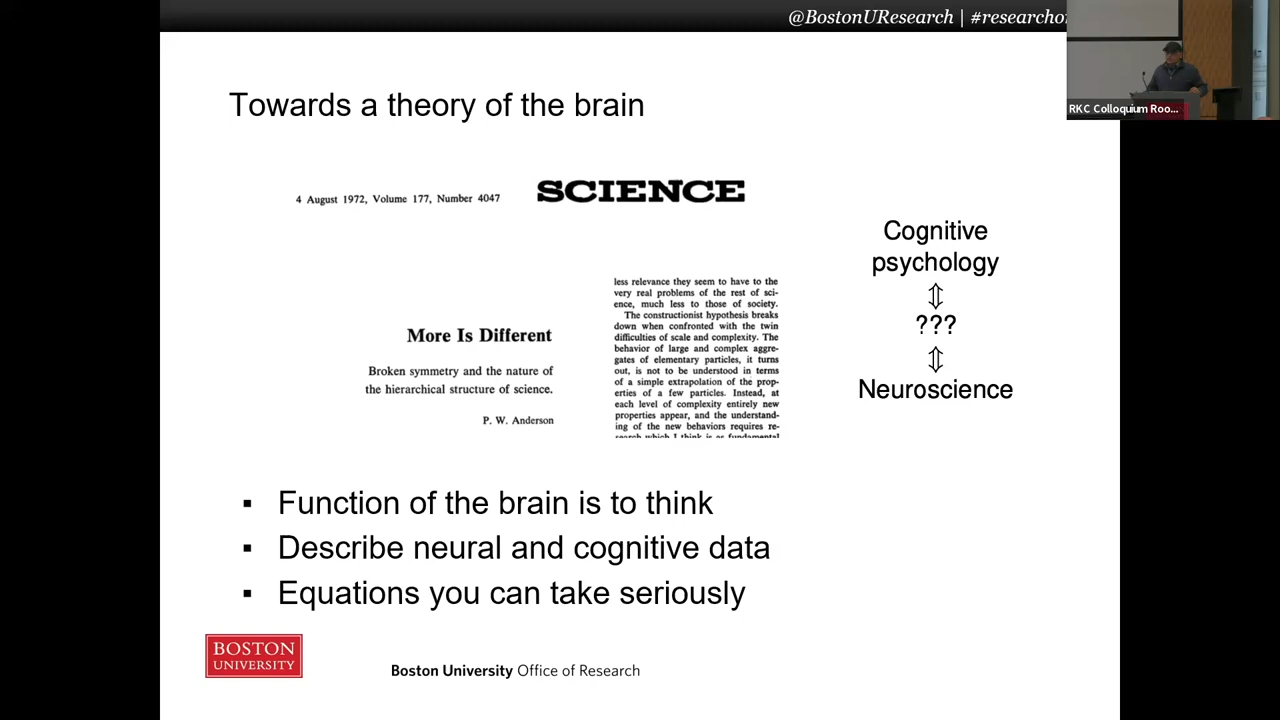 @BostonUResearch | #researcho
RKC Colloquium Roo...
Towards a theory of the brain
4 August 1972, Volume 177, Number 4047
SCIENCE
More Is Different
Broken symmetry and the nature of
the hierarchical structure of science.
P. W. Anderson
less relevance they seem to have to the
very real problems of the rest of sci-
ence, much less to those of society.
The constructionist hypothesis breaks
down when confronted with the twin
difficulties of scale and complexity. The
behavior of large and complex aggre-
gates of elementary particles, it turns
out, is not to be understood in terms
of a simple extrapolation of the prop-
erties of a few particles. Instead, at
each level of complexity entirely new
properties appear, and the understand-
ing of the new behaviors requires re-
search which I think is as fundamental
Cognitive
psychology
⇕
???
⇕
Neuroscience
▪ Function of the brain is to think
▪ Describe neural and cognitive data
▪ Equations you can take seriously
BOSTON
UNIVERSITY
Boston University Office of Research